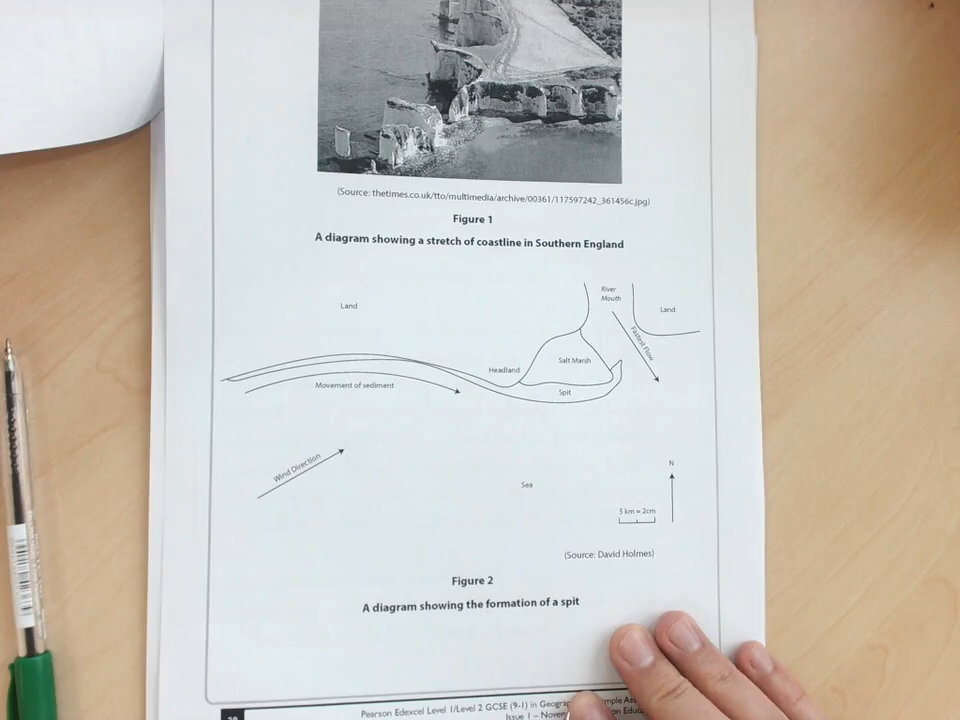 (Source: thetimes.co.uk/tto/multimedia/archive/00361/117597242_361456c.jpg)
Figure 1
A diagram showing a stretch of coastline in Southern England
River
Mouth
Land
Land
Fastest Flow
Salt Marsh
Headland
Movement of sediment
Spit
Wind Direction
N
Sea
5 km = 2cm
(Source: David Holmes)
Figure 2
A diagram showing the formation of a spit
Pearson Edexcel Level 1/Level 2 GCSE (9-1) in
Issue 1 –